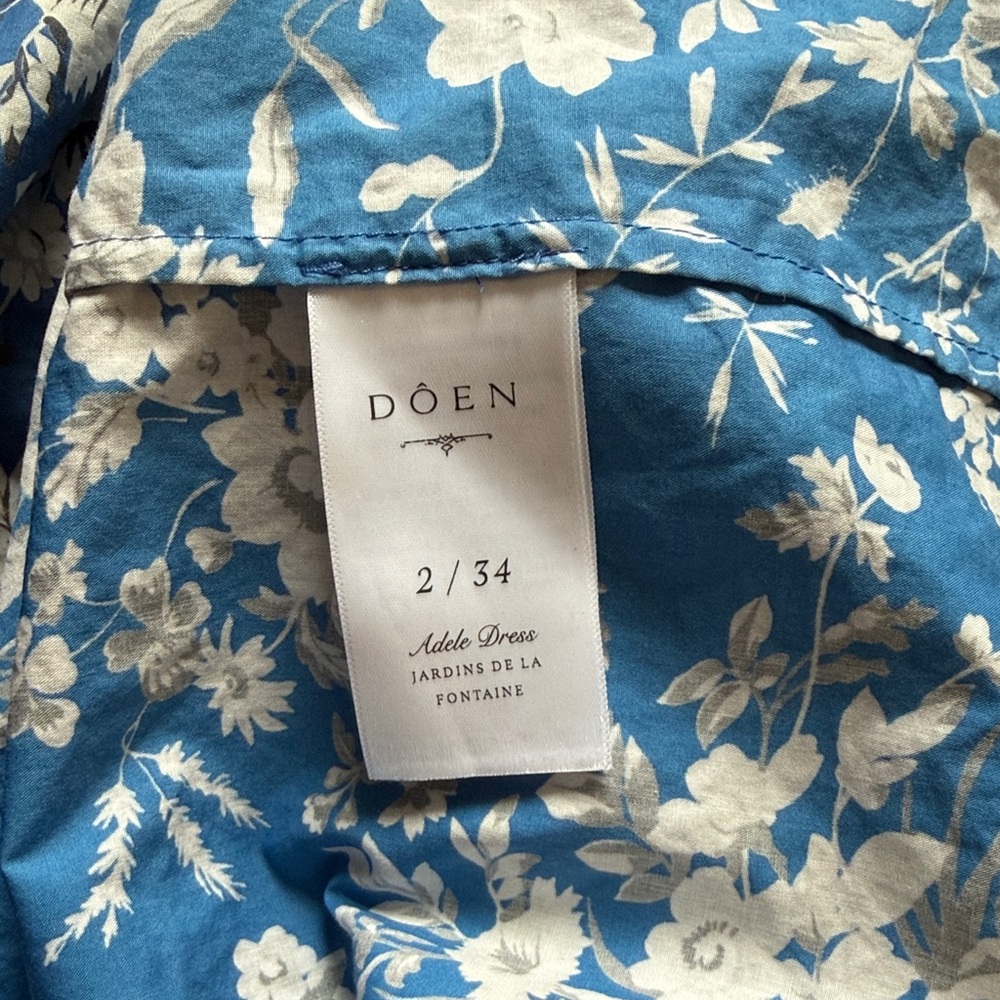 DÔEN
2 / 34
Adele Dress
JARDINS DE LA
FONTAINE